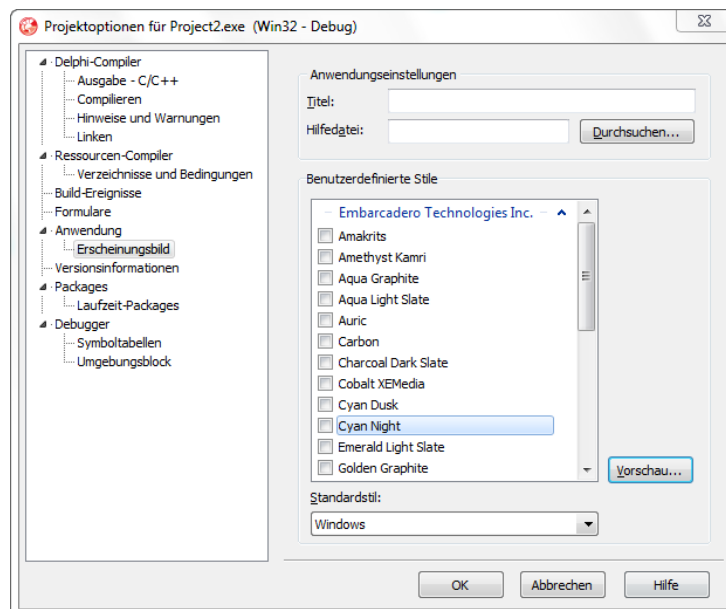 Projektoptionen für Project2.exe (Win32 - Debug)
Delphi-Compiler
Ausgabe - C/C++
Compilieren
Hinweise und Warnungen
Linken
Ressourcen-Compiler
Verzeichnisse und Bedingungen
Build-Ereignisse
Formulare
Anwendung
Erscheinungsbild
Versionsinformationen
Packages
Laufzeit-Packages
Debugger
Symboltabellen
Umgebungsblock
Anwendungseinstellungen
Titel:
Hilfedatei:
Durchsuchen...
Benutzerdefinierte Stile
Embarcadero Technologies Inc.
Amakrits
Amethyst Kamri
Aqua Graphite
Aqua Light Slate
Auric
Carbon
Charcoal Dark Slate
Cobalt XEMedia
Cyan Dusk
Cyan Night
Emerald Light Slate
Golden Graphite
Vorschau...
Standardstil:
Windows
OK
Abbrechen
Hilfe